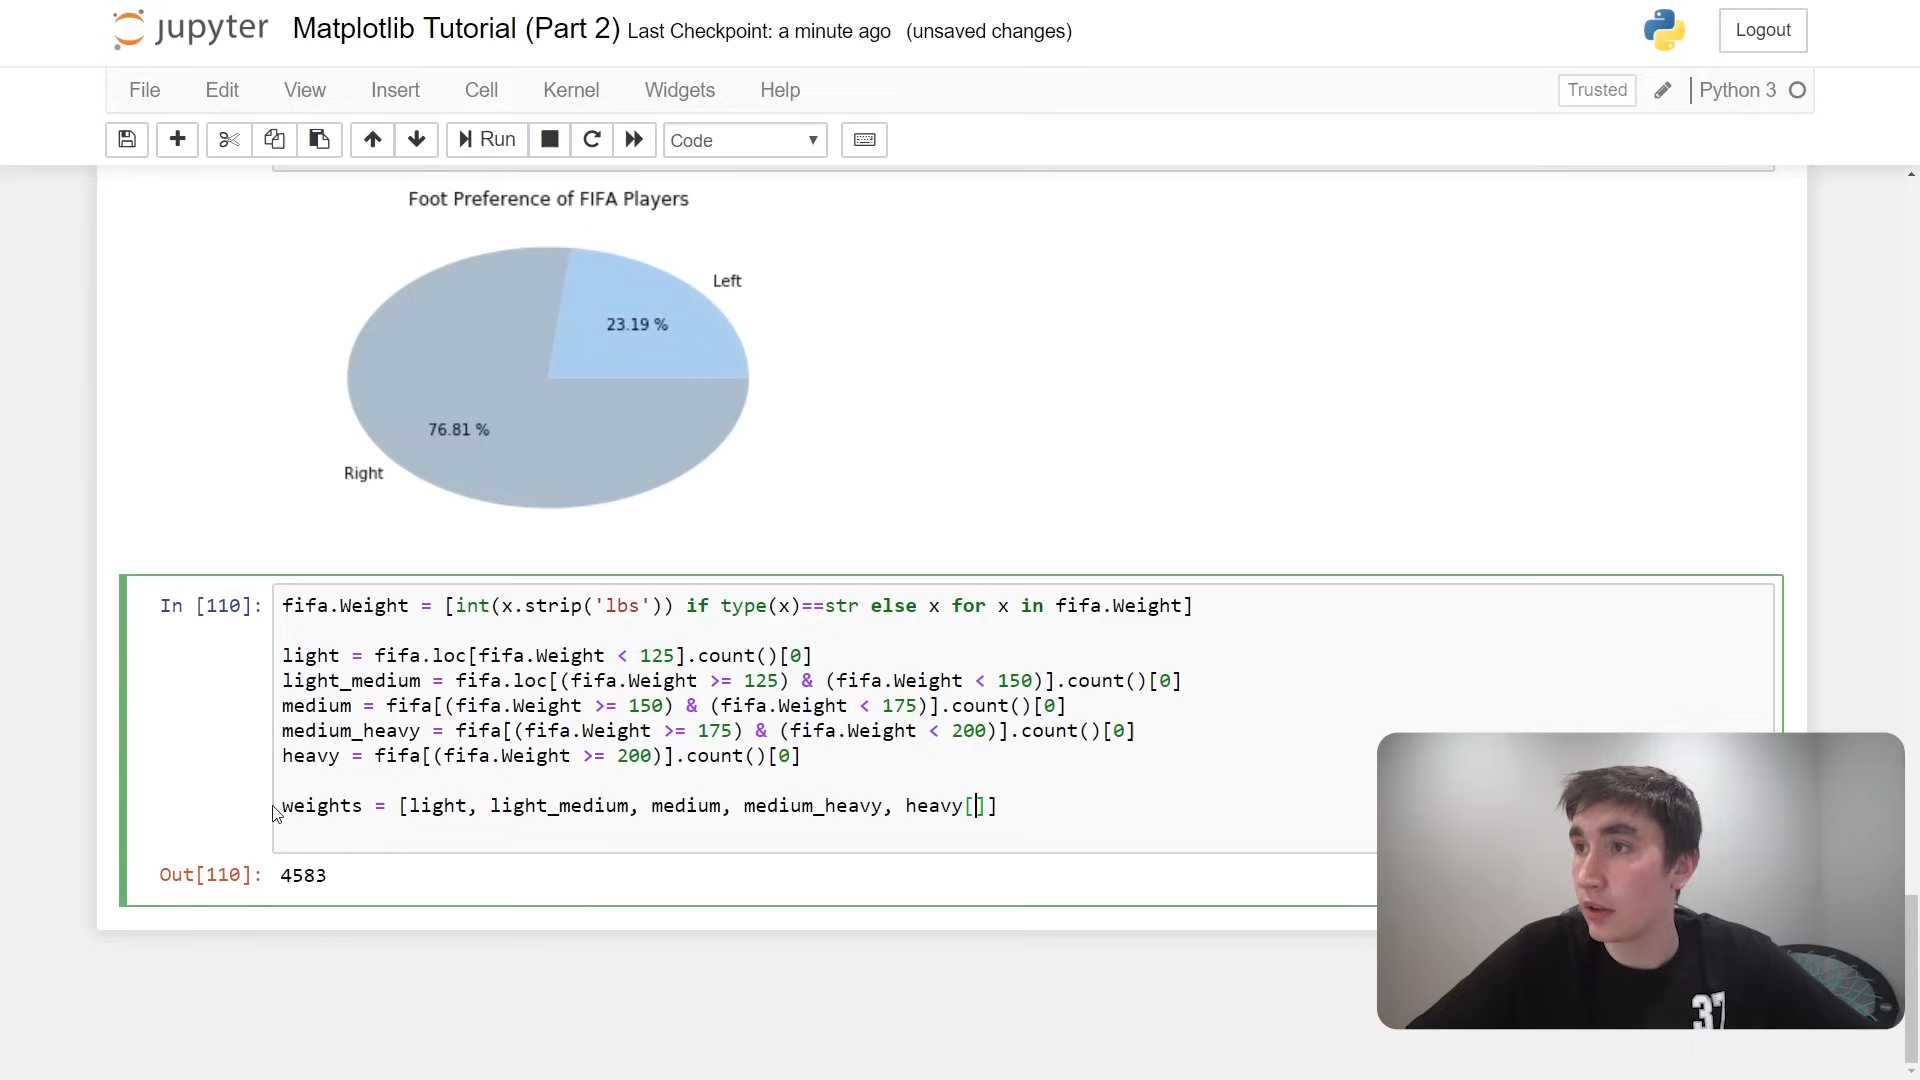 jupyter Matplotlib Tutorial (Part 2) Last Checkpoint: a minute ago (unsaved changes) Logout
File Edit View Insert Cell Kernel Widgets Help Trusted Python 3
Run Code
Foot Preference of FIFA Players
Left
23.19 %
76.81 %
Right
In [110]: fifa.Weight = [int(x.strip('lbs')) if type(x)==str else x for x in fifa.Weight]
light = fifa.loc[fifa.Weight < 125].count()[0]
light_medium = fifa.loc[(fifa.Weight >= 125) & (fifa.Weight < 150)].count()[0]
medium = fifa[(fifa.Weight >= 150) & (fifa.Weight < 175)].count()[0]
medium_heavy = fifa[(fifa.Weight >= 175) & (fifa.Weight < 200)].count()[0]
heavy = fifa[(fifa.Weight >= 200)].count()[0]
weights = [light, light_medium, medium, medium_heavy, heavy[]]
Out[110]: 4583
37